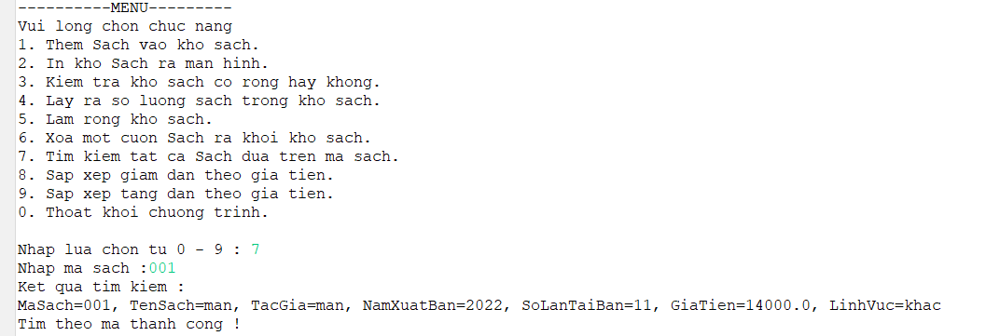 ----------MENU---------
Vui long chon chuc nang
1. Them Sach vao kho sach.
2. In kho Sach ra man hinh.
3. Kiem tra kho sach co rong hay khong.
4. Lay ra so luong sach trong kho sach.
5. Lam rong kho sach.
6. Xoa mot cuon Sach ra khoi kho sach.
7. Tim kiem tat ca Sach dua tren ma sach.
8. Sap xep giam dan theo gia tien.
9. Sap xep tang dan theo gia tien.
0. Thoat khoi chuong trinh.
Nhap lua chon tu 0 - 9 : 7
Nhap ma sach :001
Ket qua tim kiem :
MaSach=001, TenSach=man, TacGia=man, NamXuatBan=2022, SoLanTaiBan=11, GiaTien=14000.0, LinhVuc=khac
Tim theo ma thanh cong !